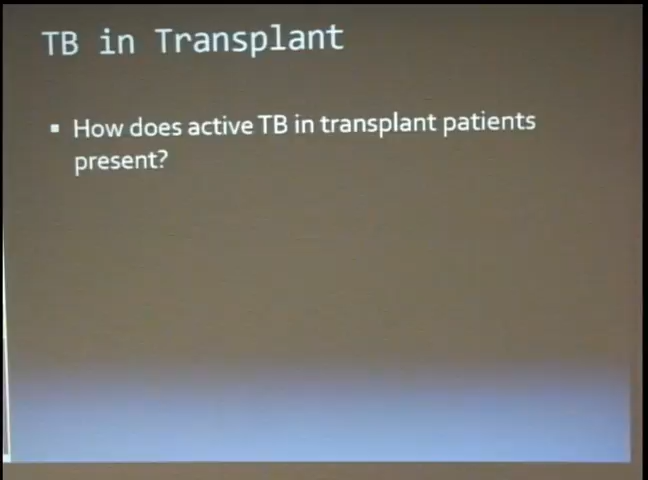 TB in Transplant
How does active TB in transplant patients
present?